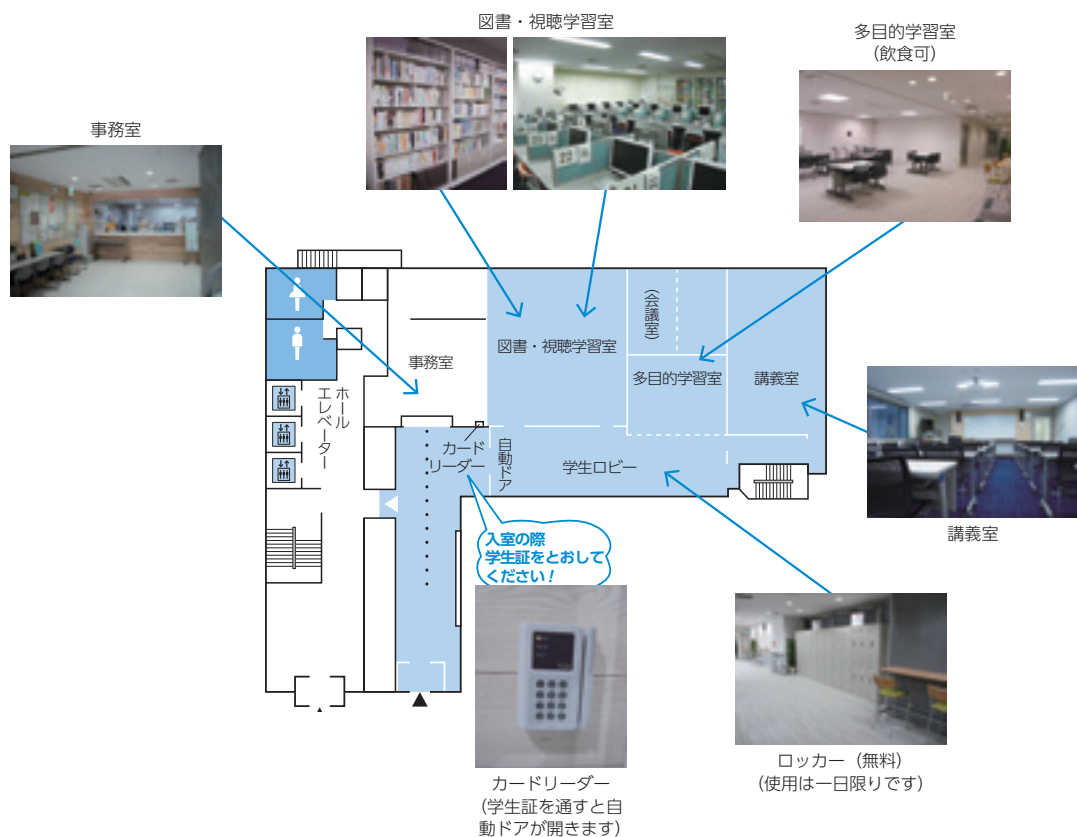 図書・視聴学習室
多目的学習室
(飲食可)
事務室
(会議室)
図書・視聴学習室
事務室
多目的学習室
講義室
ホール
エレベーター
カード
リーダー
自動ドア
学生ロビー
入室の際
学生証をとおして
ください!
講義室
カードリーダー
(学生証を通すと自
動ドアが開きます)
ロッカー(無料)
(使用は一日限りです)